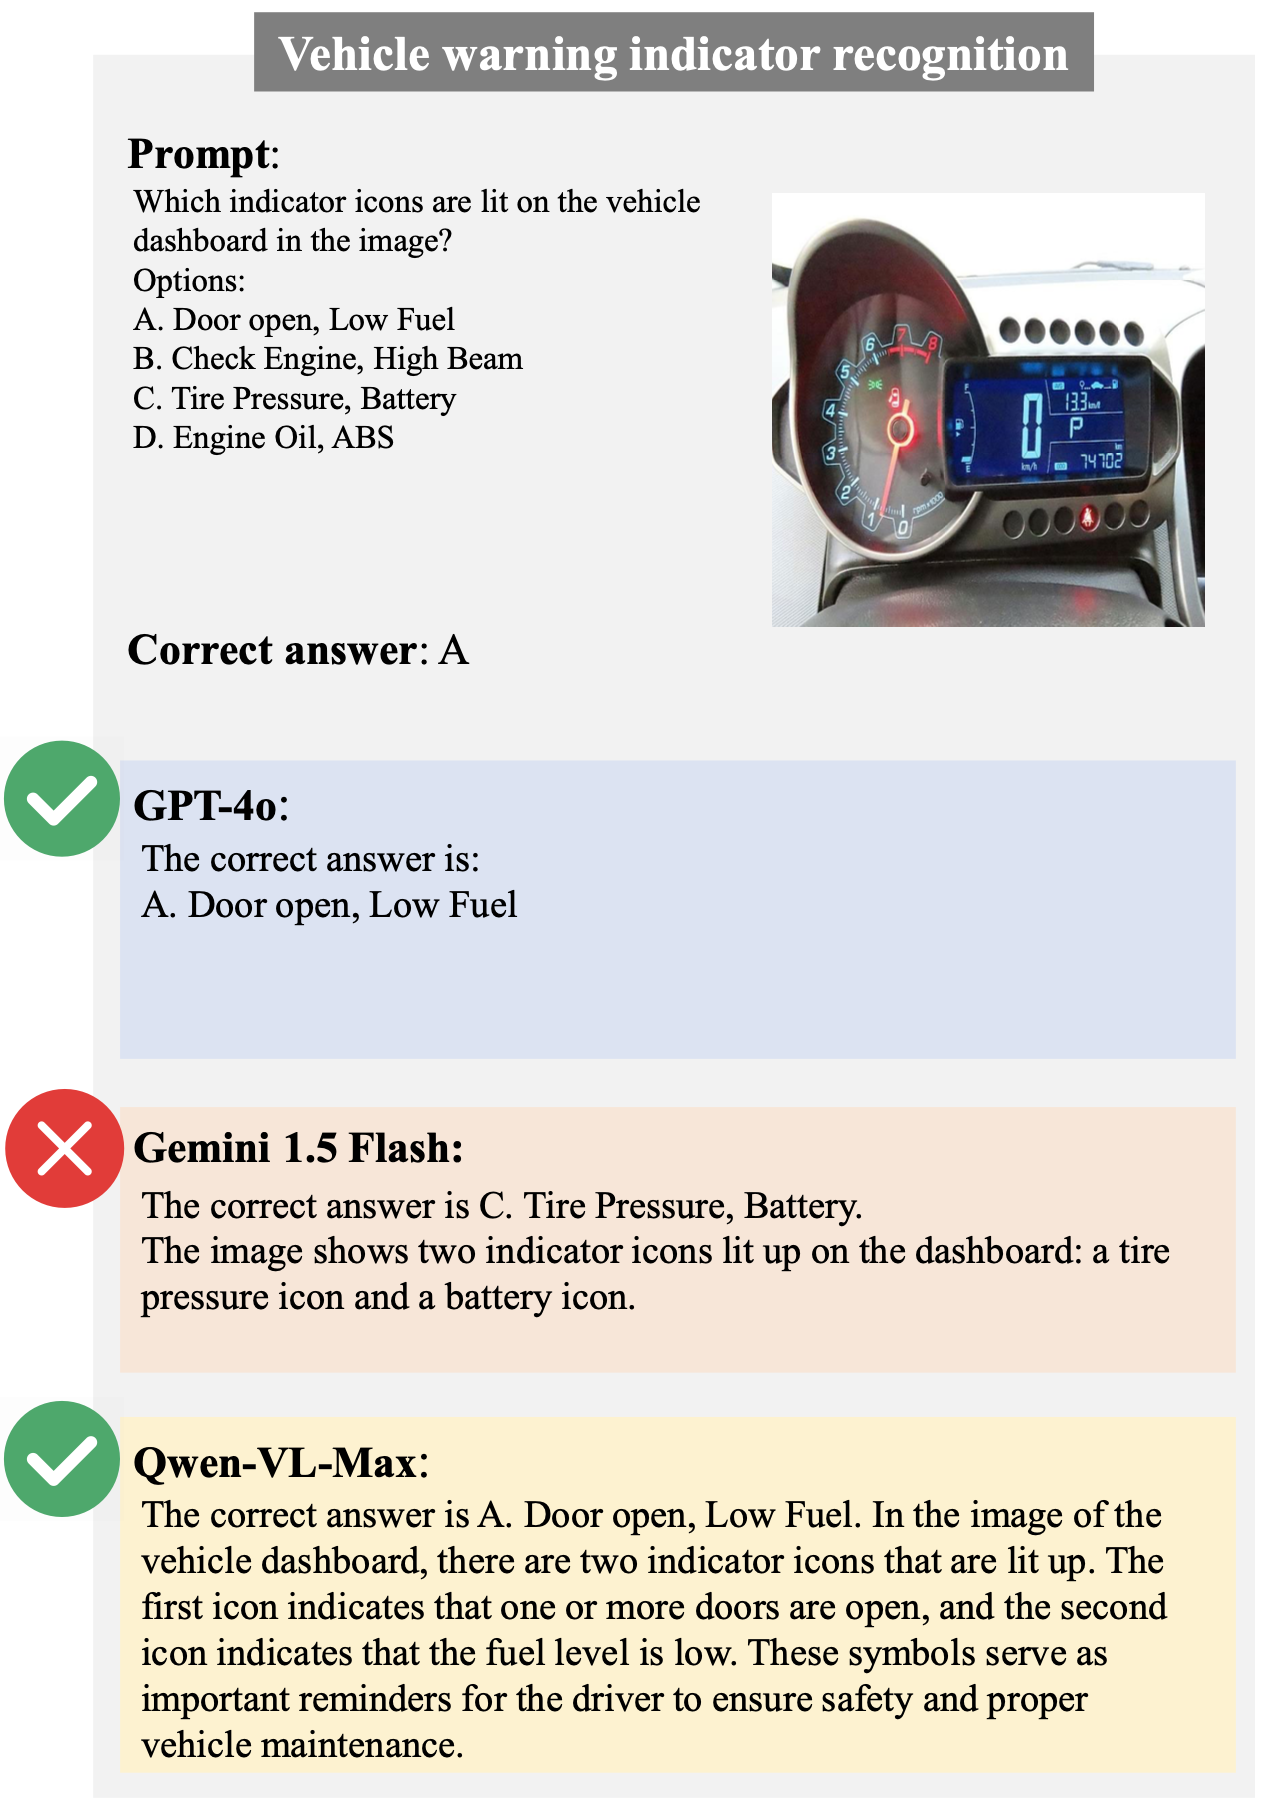 Vehicle warning indicator recognition
Prompt:
Which indicator icons are lit on the vehicle
dashboard in the image?
Options:
A. Door open, Low Fuel
B. Check Engine, High Beam
C. Tire Pressure, Battery
D. Engine Oil, ABS
8
7
6
5
4
3
2
1
0
rpm x1000
F
E
0
km/h
13.3 km/l
P
km
74702
Correct answer: A
GPT-4o:
The correct answer is:
A. Door open, Low Fuel
Gemini 1.5 Flash:
The correct answer is C. Tire Pressure, Battery.
The image shows two indicator icons lit up on the dashboard: a tire
pressure icon and a battery icon.
Qwen-VL-Max:
The correct answer is A. Door open, Low Fuel. In the image of the
vehicle dashboard, there are two indicator icons that are lit up. The
first icon indicates that one or more doors are open, and the second
icon indicates that the fuel level is low. These symbols serve as
important reminders for the driver to ensure safety and proper
vehicle maintenance.